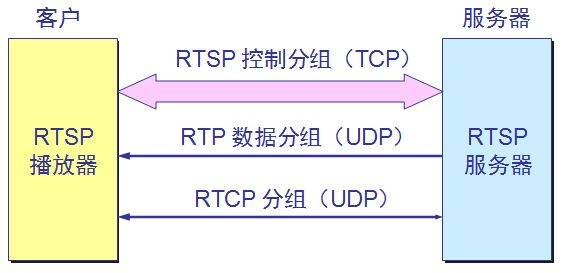 客户
服务器
RTSP 控制分组（TCP）
RTSP
播放器
RTP 数据分组（UDP）
RTSP
服务器
RTCP 分组（UDP）